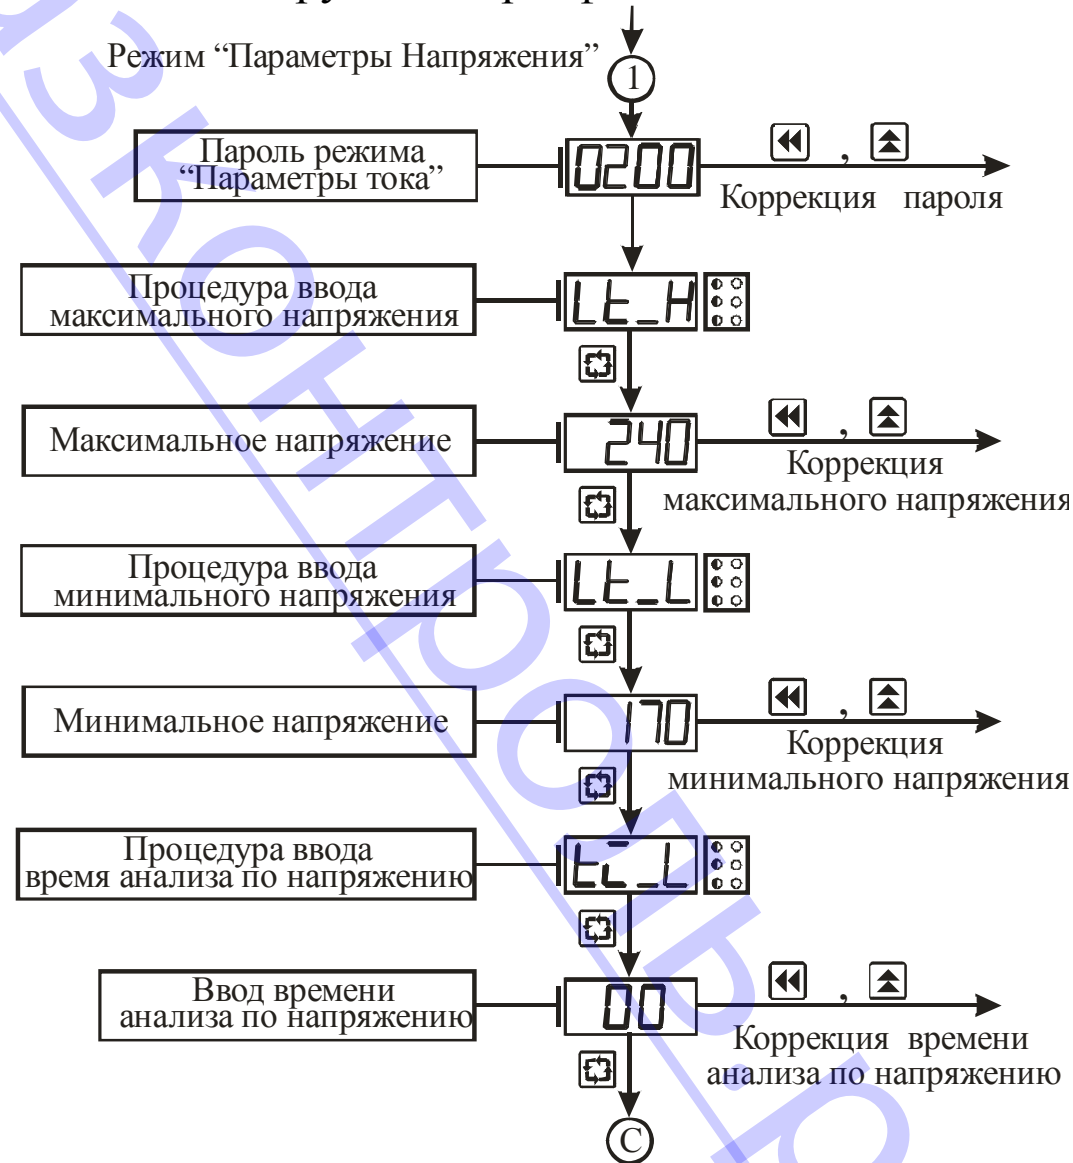 Режим “Параметры Напряжения”
1
Пароль режима
“Параметры тока”
0200
,
Коррекция пароля
Процедура ввода
максимального напряжения
Lt_H
Максимальное напряжение
240
,
Коррекция
максимального напряжения
Процедура ввода
минимального напряжения
Lt_L
Минимальное напряжение
170
,
Коррекция
минимального напряжения
Процедура ввода
время анализа по напряжению
Ввод времени
анализа по напряжению
00
,
Коррекция времени
анализа по напряжению
C